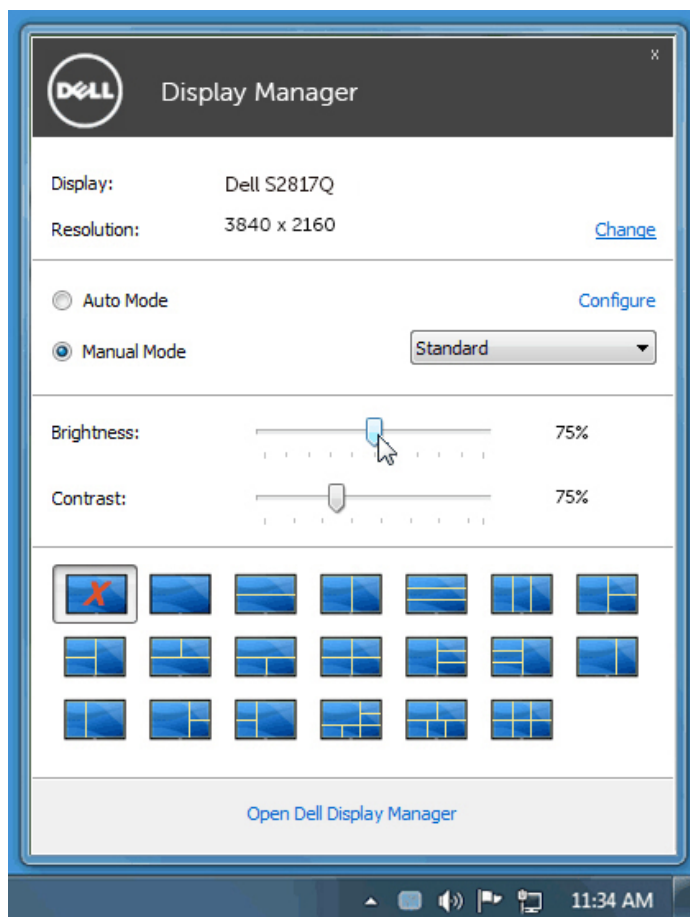 x
DELL
Display Manager
Display: Dell S2817Q
Resolution: 3840 x 2160 Change
Auto Mode Configure
Manual Mode Standard
Brightness: 75%
Contrast: 75%
X
Open Dell Display Manager
11:34 AM